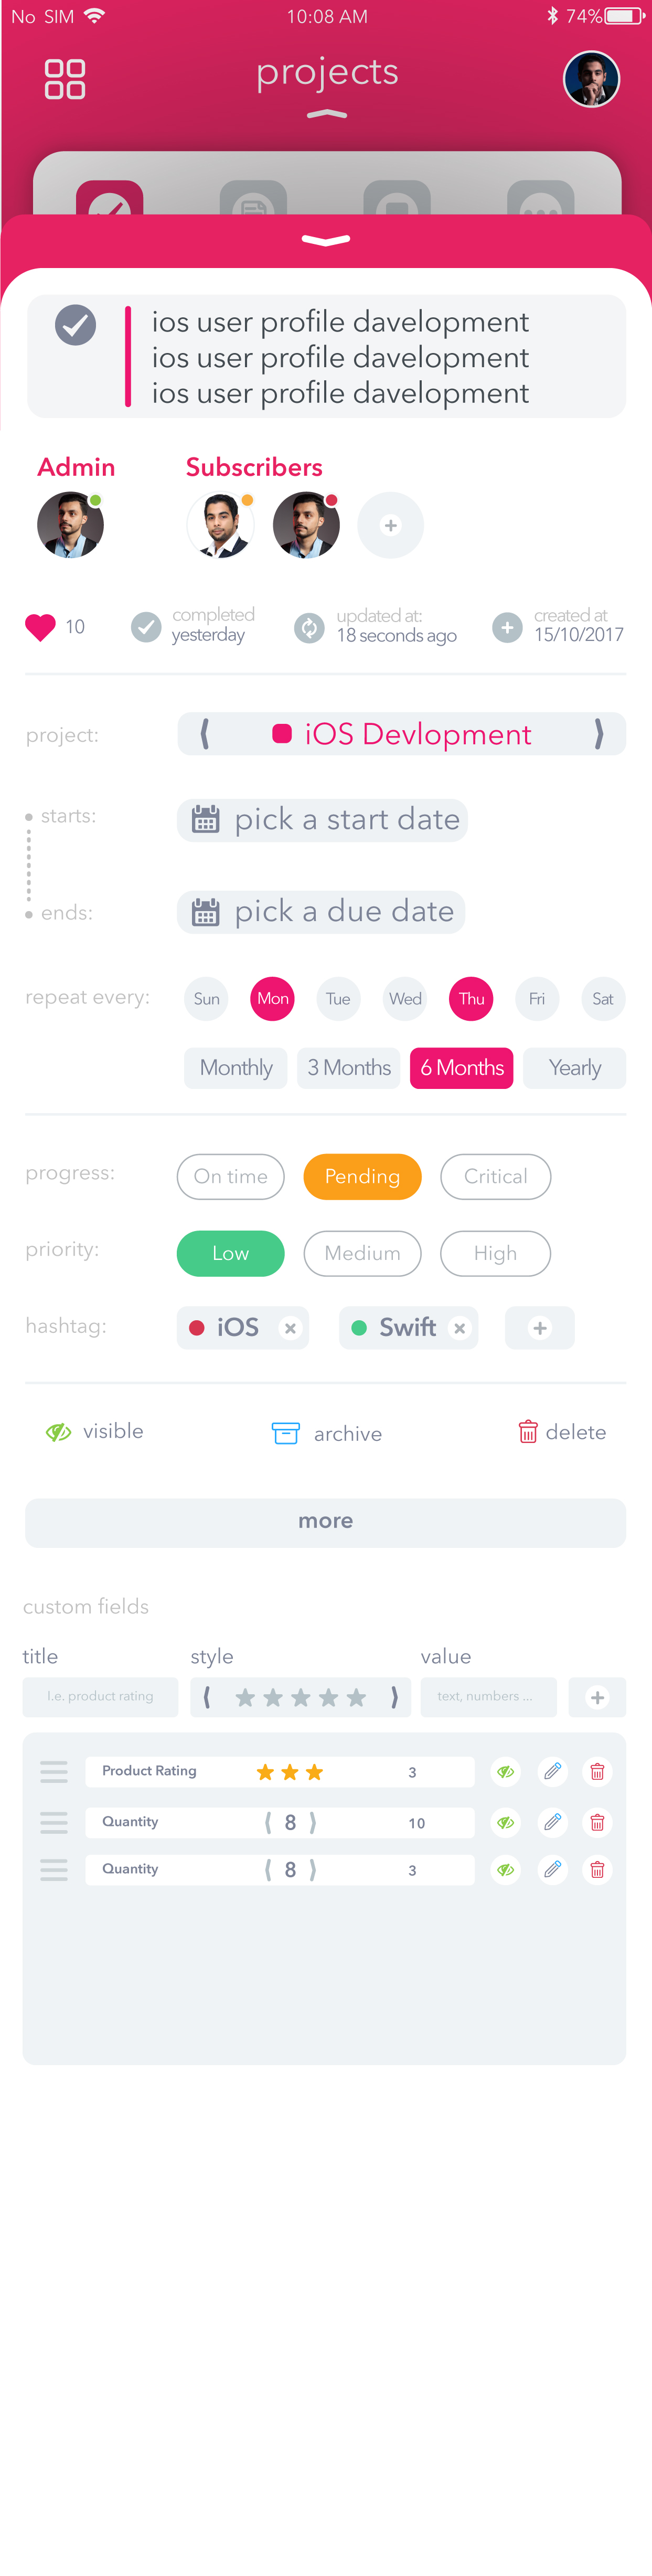 No SIM 10:08 AM 74%
projects
ios user profile davelopment
ios user profile davelopment
ios user profile davelopment
Admin Subscribers
10 completed yesterday updated at: 18 seconds ago created at 15/10/2017
project: iOS Devlopment
starts: pick a start date
ends: pick a due date
repeat every: Sun Mon Tue Wed Thu Fri Sat
Monthly 3 Months 6 Months Yearly
progress: On time Pending Critical
priority: Low Medium High
hashtag: iOS Swift
visible archive delete
more
custom fields
title style value
I.e. product rating text, numbers ...
Product Rating 3
Quantity 8 10
Quantity 8 3